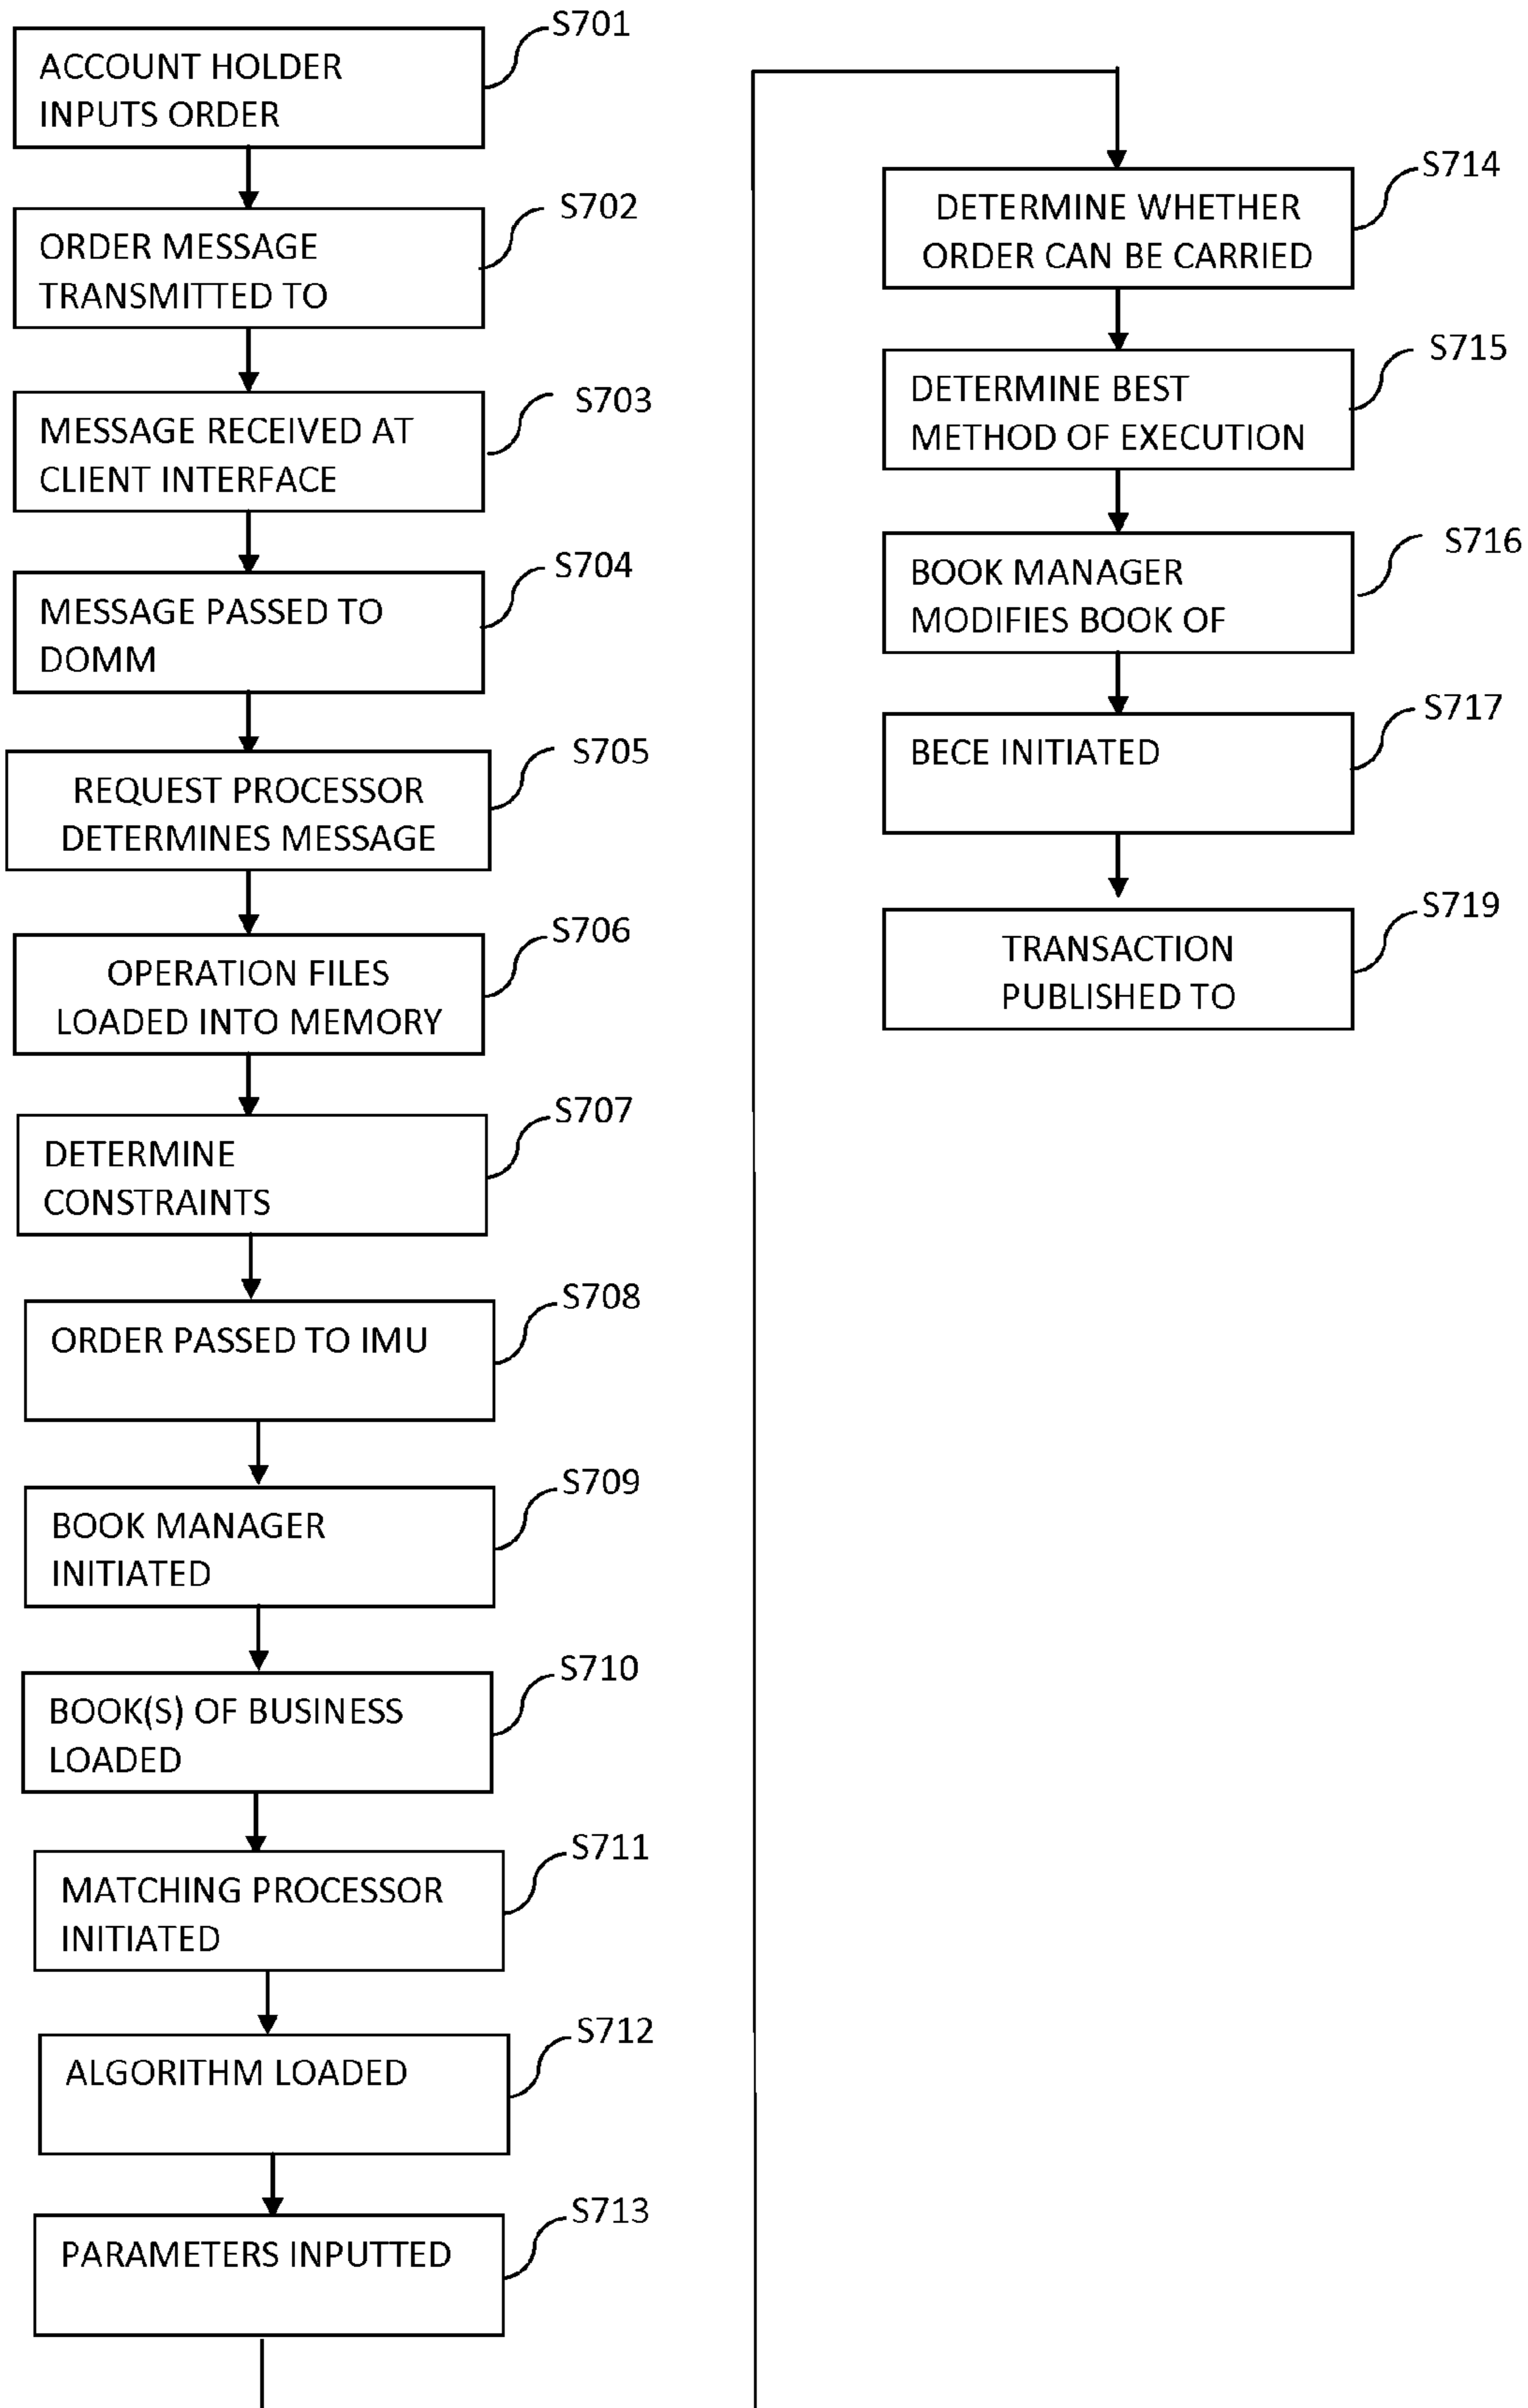 S701
ACCOUNT HOLDER
INPUTS ORDER
S702
ORDER MESSAGE
TRANSMITTED TO
S703
MESSAGE RECEIVED AT
CLIENT INTERFACE
S704
MESSAGE PASSED TO
DOMM
S705
REQUEST PROCESSOR
DETERMINES MESSAGE
S706
OPERATION FILES
LOADED INTO MEMORY
S707
DETERMINE
CONSTRAINTS
S708
ORDER PASSED TO IMU
S709
BOOK MANAGER
INITIATED
S710
BOOK(S) OF BUSINESS
LOADED
S711
MATCHING PROCESSOR
INITIATED
S712
ALGORITHM LOADED
S713
PARAMETERS INPUTTED
S714
DETERMINE WHETHER
ORDER CAN BE CARRIED
S715
DETERMINE BEST
METHOD OF EXECUTION
S716
BOOK MANAGER
MODIFIES BOOK OF
S717
BECE INITIATED
S719
TRANSACTION
PUBLISHED TO